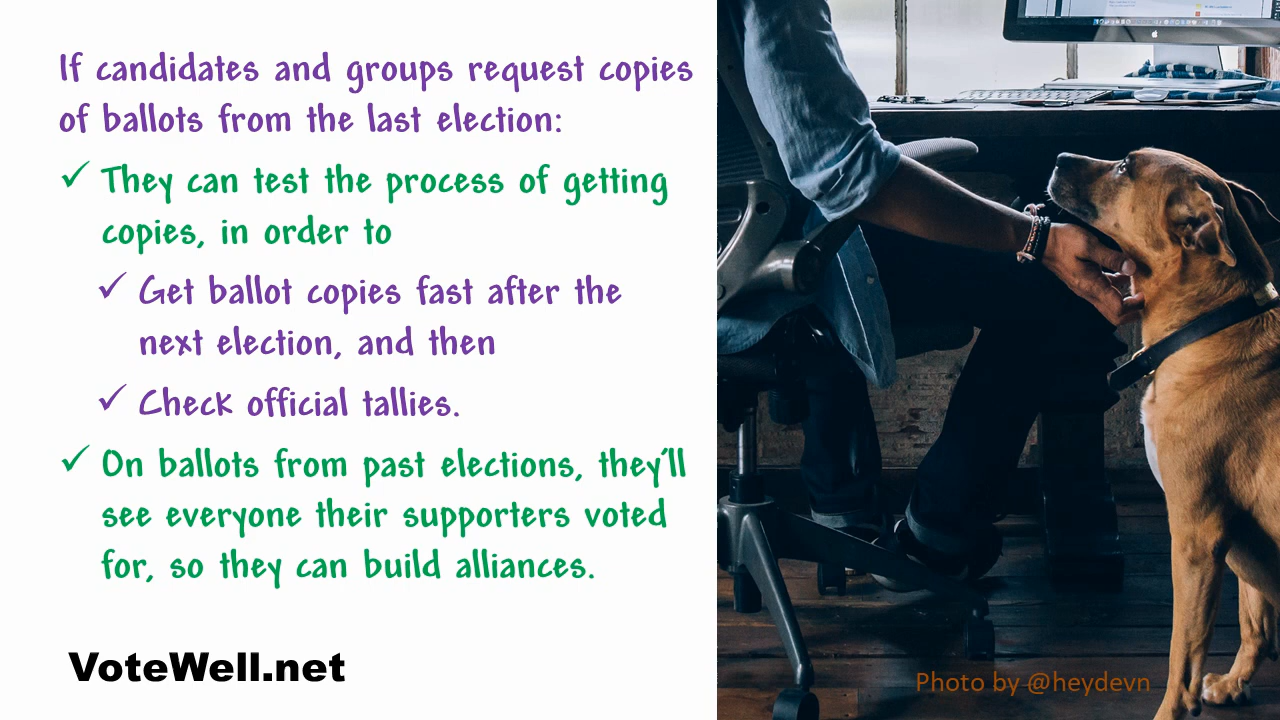 If candidates and groups request copies
of ballots from the last election:
✓ They can test the process of getting
copies, in order to
✓ Get ballot copies fast after the
next election, and then
✓ Check official tallies.
✓ On ballots from past elections, they'll
see everyone their supporters voted
for, so they can build alliances.
VoteWell.net
Photo by @heydevn